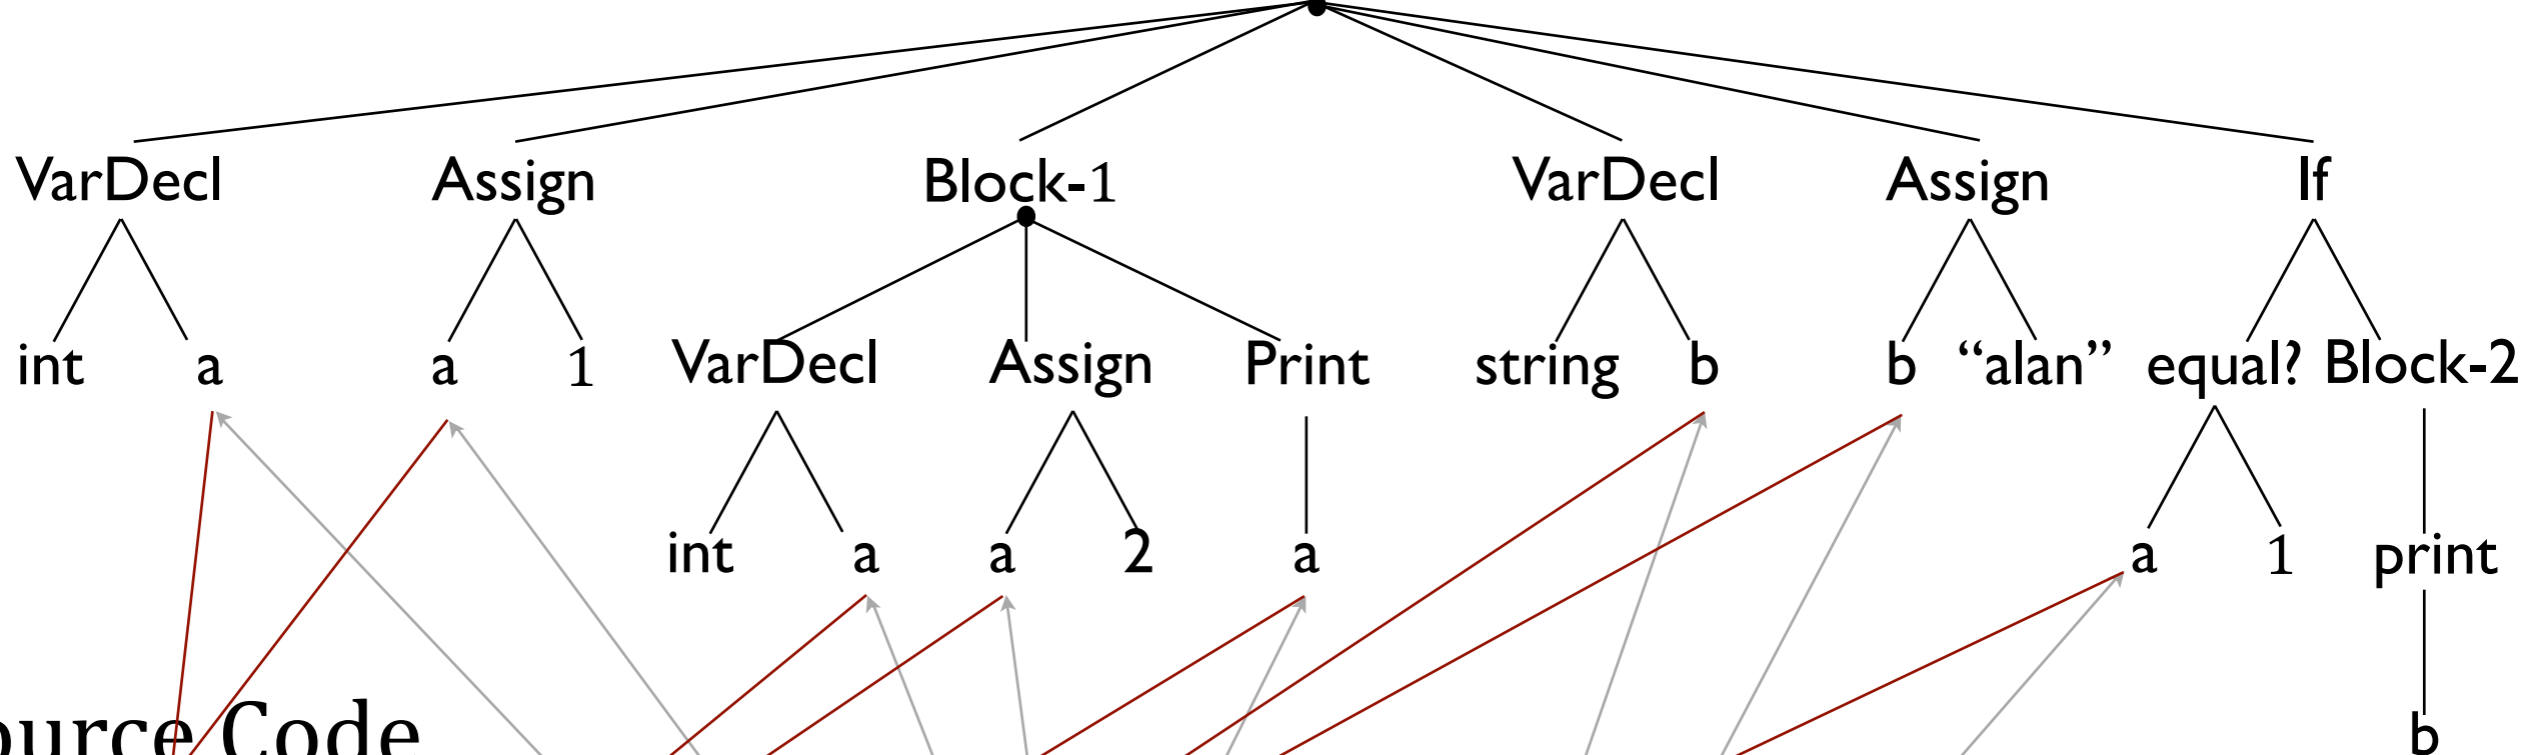 VarDecl Assign Block-1 VarDecl Assign If
int a a 1 VarDecl Assign Print string b b “alan” equal? Block-2
int a a 2 a a 1 print
Code b